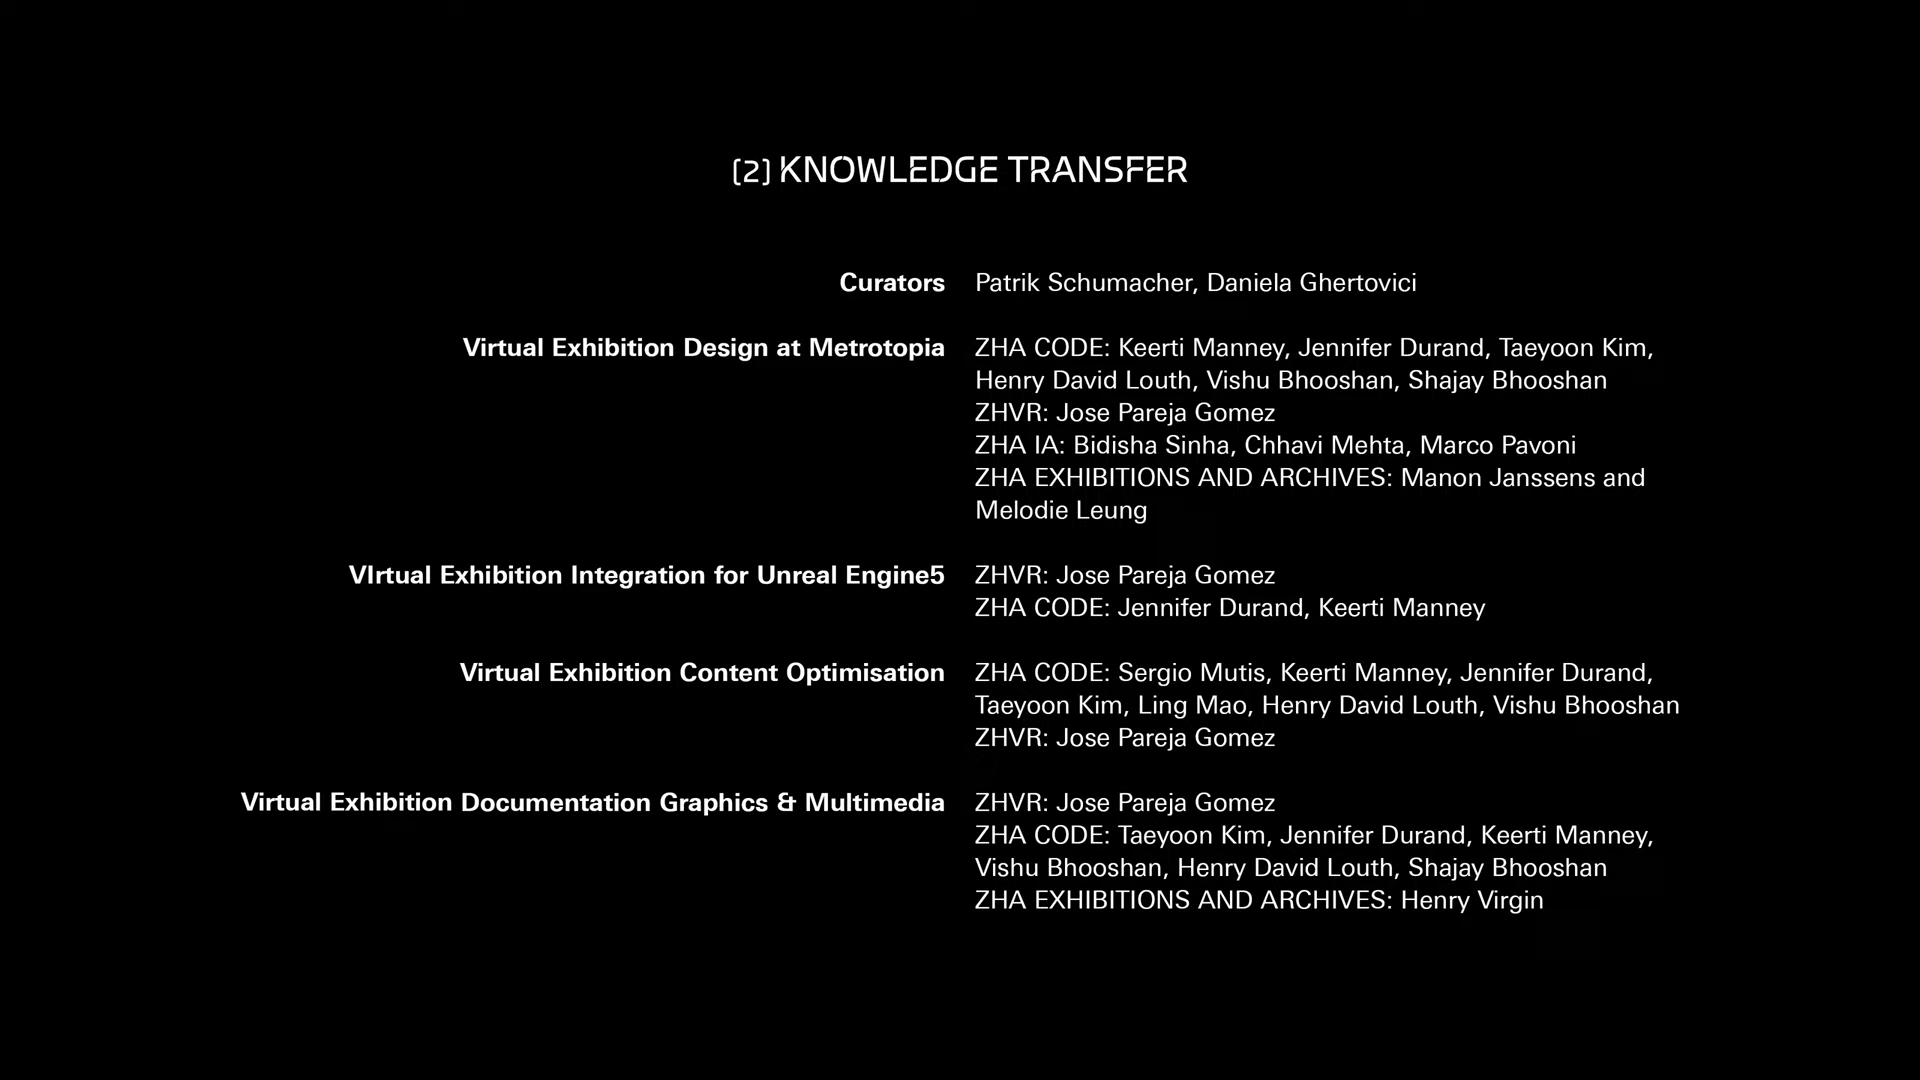 (2) KNOWLEDGE TRANSFER
Curators Patrik Schumacher, Daniela Ghertovici
Virtual Exhibition Design at Metrotopia ZHA CODE: Keerti Manney, Jennifer Durand, Taeyoon Kim,
Henry David Louth, Vishu Bhooshan, Shajay Bhooshan
ZHVR: Jose Pareja Gomez
ZHA IA: Bidisha Sinha, Chhavi Mehta, Marco Pavoni
ZHA EXHIBITIONS AND ARCHIVES: Manon Janssens and
Melodie Leung
VIrtual Exhibition Integration for Unreal Engine5 ZHVR: Jose Pareja Gomez
ZHA CODE: Jennifer Durand, Keerti Manney
Virtual Exhibition Content Optimisation ZHA CODE: Sergio Mutis, Keerti Manney, Jennifer Durand,
Taeyoon Kim, Ling Mao, Henry David Louth, Vishu Bhooshan
ZHVR: Jose Pareja Gomez
Virtual Exhibition Documentation Graphics & Multimedia ZHVR: Jose Pareja Gomez
ZHA CODE: Taeyoon Kim, Jennifer Durand, Keerti Manney,
Vishu Bhooshan, Henry David Louth, Shajay Bhooshan
ZHA EXHIBITIONS AND ARCHIVES: Henry Virgin